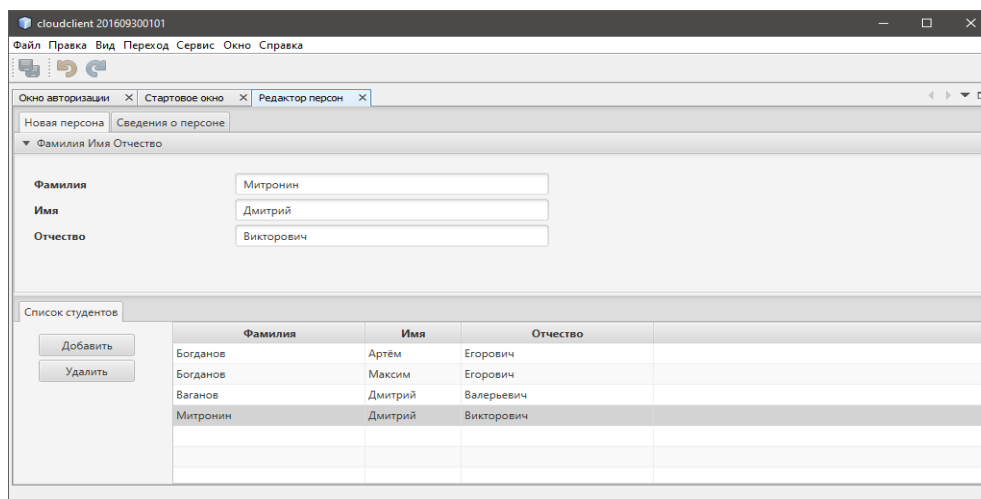 cloudclient 201609300101
Файл Правка Вид Переход Сервис Окно Справка
Окно авторизации Стартовое окно Редактор персон
Новая персона Сведения о персоне
Фамилия Имя Отчество
Фамилия Митронин
Имя Дмитрий
Отчество Викторович
Список студентов
Добавить
Удалить
Фамилия Имя Отчество
Богданов Артём Егорович
Богданов Максим Егорович
Ваганов Дмитрий Валерьевич
Митронин Дмитрий Викторович